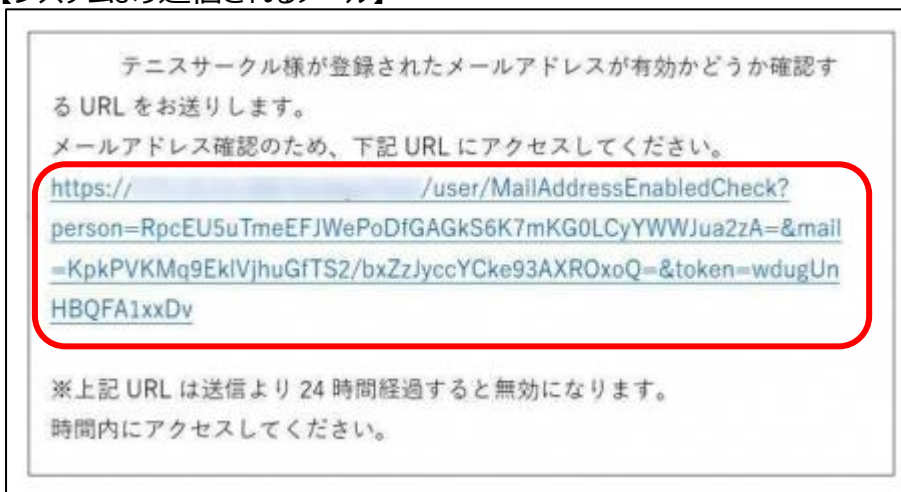 【システムより送信されるメール】
テニスサークル様が登録されたメールアドレスが有効かどうか確認す
る URL をお送りします。
メールアドレス確認のため、下記 URL にアクセスしてください。
https:// /user/MailAddressEnabledCheck?
person=RpcEU5uTmeEFJWePoDfGAGkS6K7mKG0LCyYWWJua2zA=&mail
=KpkPVKMq9EklVjhuGfTS2/bxZzJyccYCke93AXROxoQ=&token=wdugUn
HBQFA1xxDv
※上記 URL は送信より 24 時間経過すると無効になります。
時間内にアクセスしてください。